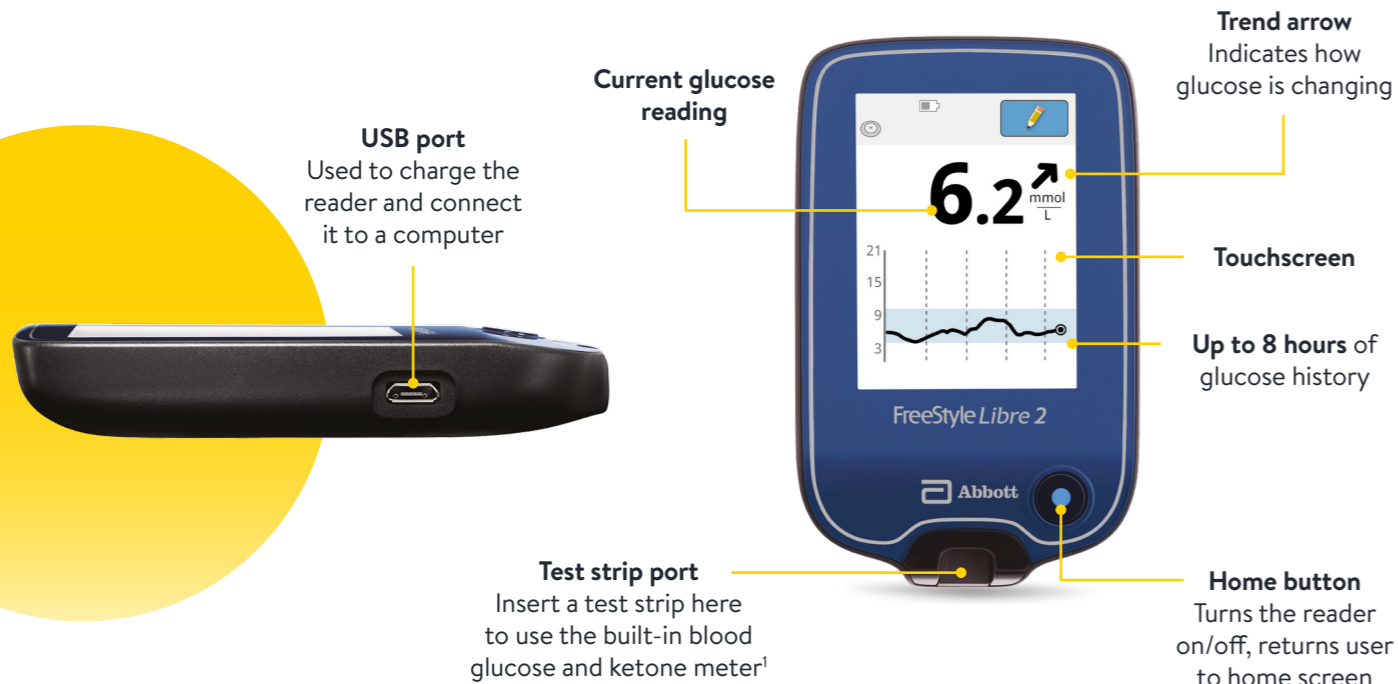 Trend arrow
Indicates how
glucose is changing
Current glucose
reading
USB port
Used to charge the
reader and connect
it to a computer
6.2
mmol
L
21
15
9
3
Touchscreen
Up to 8 hours of
glucose history
FreeStyle Libre 2
Abbott
Test strip port
Insert a test strip here
to use the built-in blood
glucose and ketone meter1
Home button
Turns the reader
on/off, returns user
to home screen